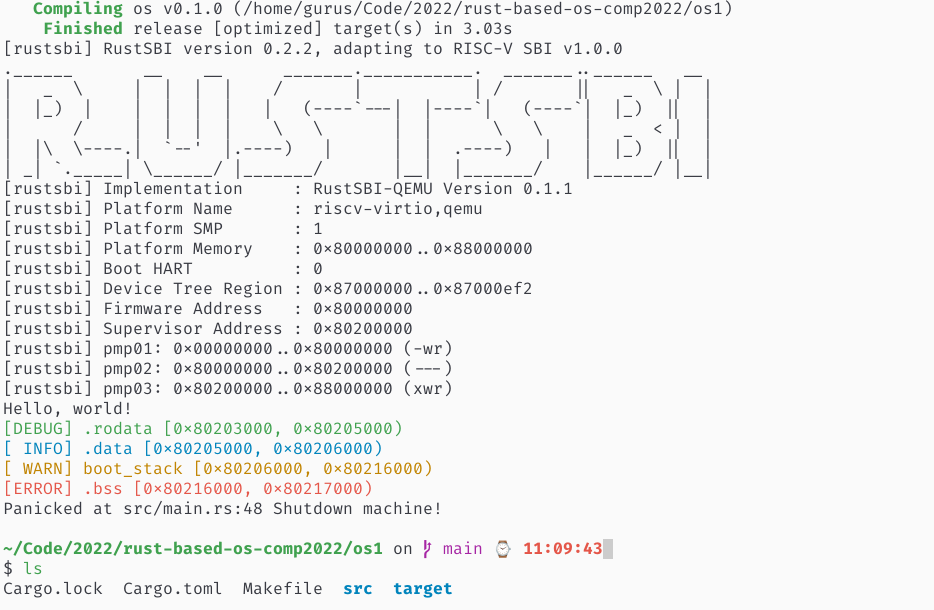 Compiling os v0.1.0 (/home/gurus/Code/2022/rust-based-os-comp2022/os1)
Finished release [optimized] target(s) in 3.03s
[rustsbi] RustSBI version 0.2.2, adapting to RISC-V SBI v1.0.0
RUSTSBI
[rustsbi] Implementation     : RustSBI-QEMU Version 0.1.1
[rustsbi] Platform Name      : riscv-virtio,qemu
[rustsbi] Platform SMP       : 1
[rustsbi] Platform Memory    : 0x80000000..0x88000000
[rustsbi] Boot HART          : 0
[rustsbi] Device Tree Region : 0x87000000..0x87000ef2
[rustsbi] Firmware Address   : 0x80000000
[rustsbi] Supervisor Address : 0x80200000
[rustsbi] pmp01: 0x00000000..0x80000000 (-wr)
[rustsbi] pmp02: 0x80000000..0x80200000 (---)
[rustsbi] pmp03: 0x80200000..0x88000000 (xwr)
Hello, world!
[DEBUG] .rodata [0x80203000, 0x80205000)
[ INFO] .data [0x80205000, 0x80206000)
[ WARN] boot_stack [0x80206000, 0x80216000)
[ERROR] .bss [0x80216000, 0x80217000)
Panicked at src/main.rs:48 Shutdown machine!
~/Code/2022/rust-based-os-comp2022/os1 on main ⌚ 11:09:43
$ ls
Cargo.lock  Cargo.toml  Makefile  src  target